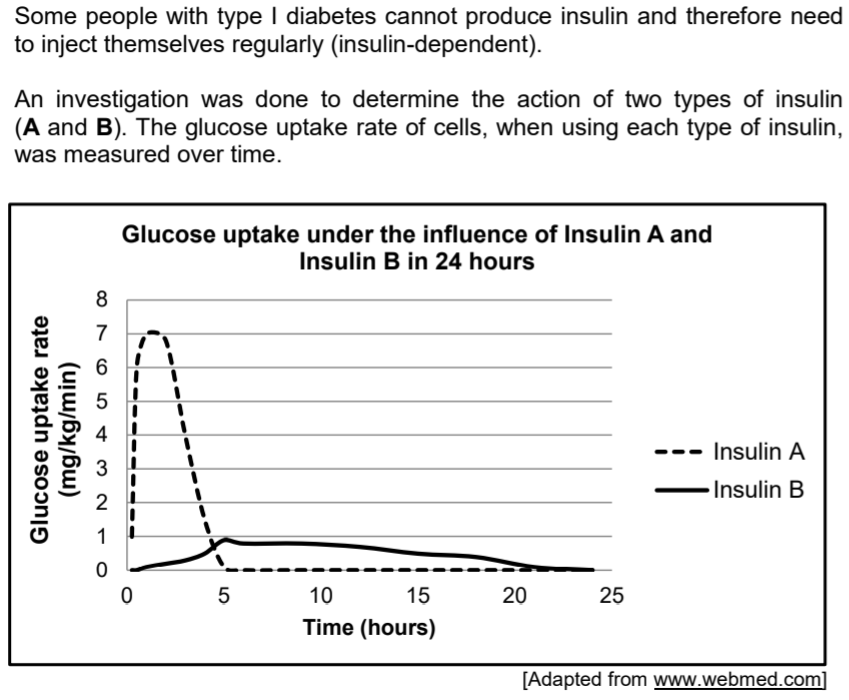 Some people with type I diabetes cannot produce insulin and therefore need
to inject themselves regularly (insulin-dependent).
An investigation was done to determine the action of two types of insulin
(A and B). The glucose uptake rate of cells, when using each type of insulin,
was measured over time.
Glucose uptake under the influence of Insulin A and
Insulin B in 24 hours
Glucose uptake rate
(mg/kg/min)
8
7
6
5
4
3
2
1
0
0 5 10 15 20 25
Time (hours)
Insulin A
Insulin B
[Adapted from www.webmed.com]